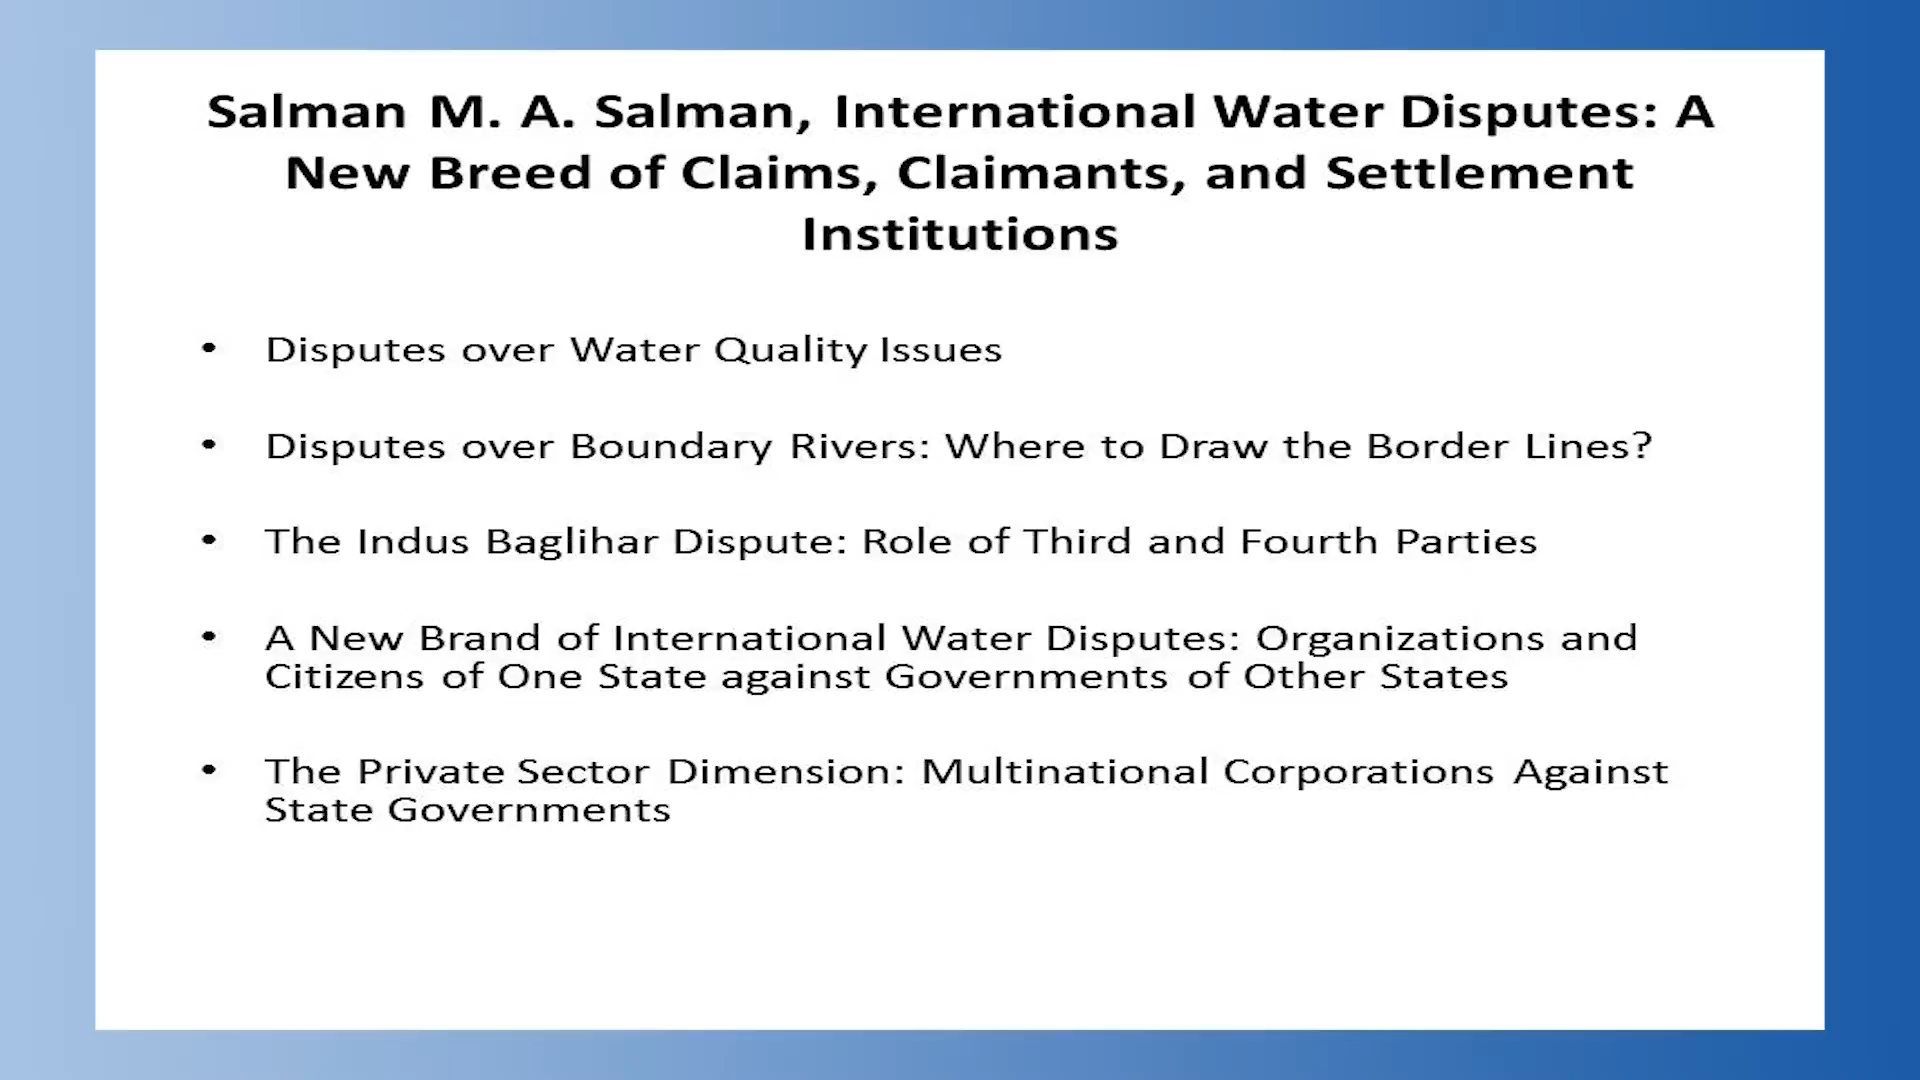 Salman M. A. Salman, International Water Disputes: A
New Breed of Claims, Claimants, and Settlement
Institutions
• Disputes over Water Quality Issues
• Disputes over Boundary Rivers: Where to Draw the Border Lines?
• The Indus Baglihar Dispute: Role of Third and Fourth Parties
• A New Brand of International Water Disputes: Organizations and
Citizens of One State against Governments of Other States
• The Private Sector Dimension: Multinational Corporations Against
State Governments